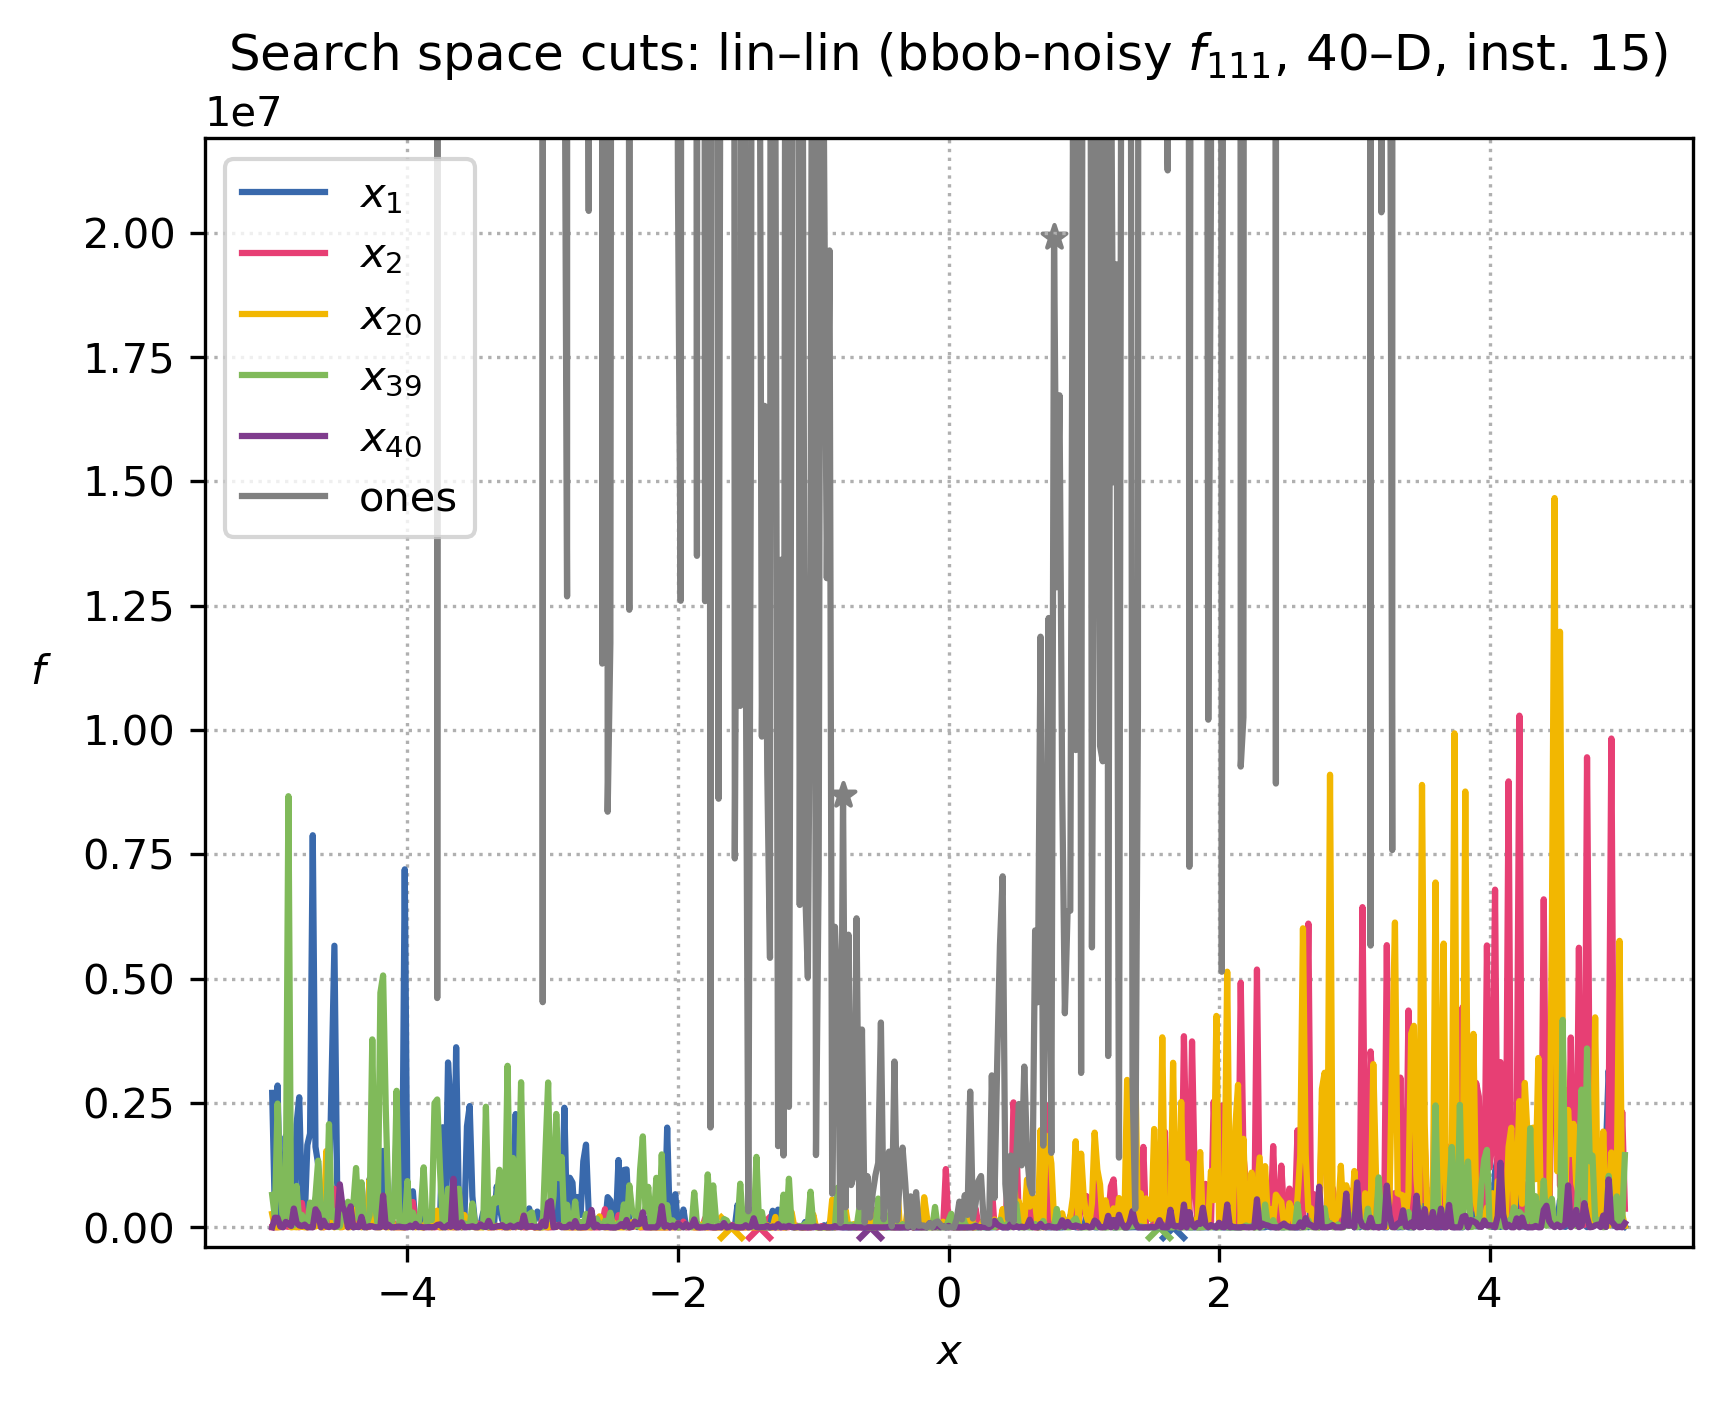 Search space cuts: lin–lin (bbob-noisy f₁₁₁, 40–D, inst. 15)
1e7
x₁
x₂
x₂₀
x₃₉
x₄₀
ones
2.00
1.75
1.50
1.25
1.00
0.75
0.50
0.25
0.00
f
−4 −2 0 2 4
x